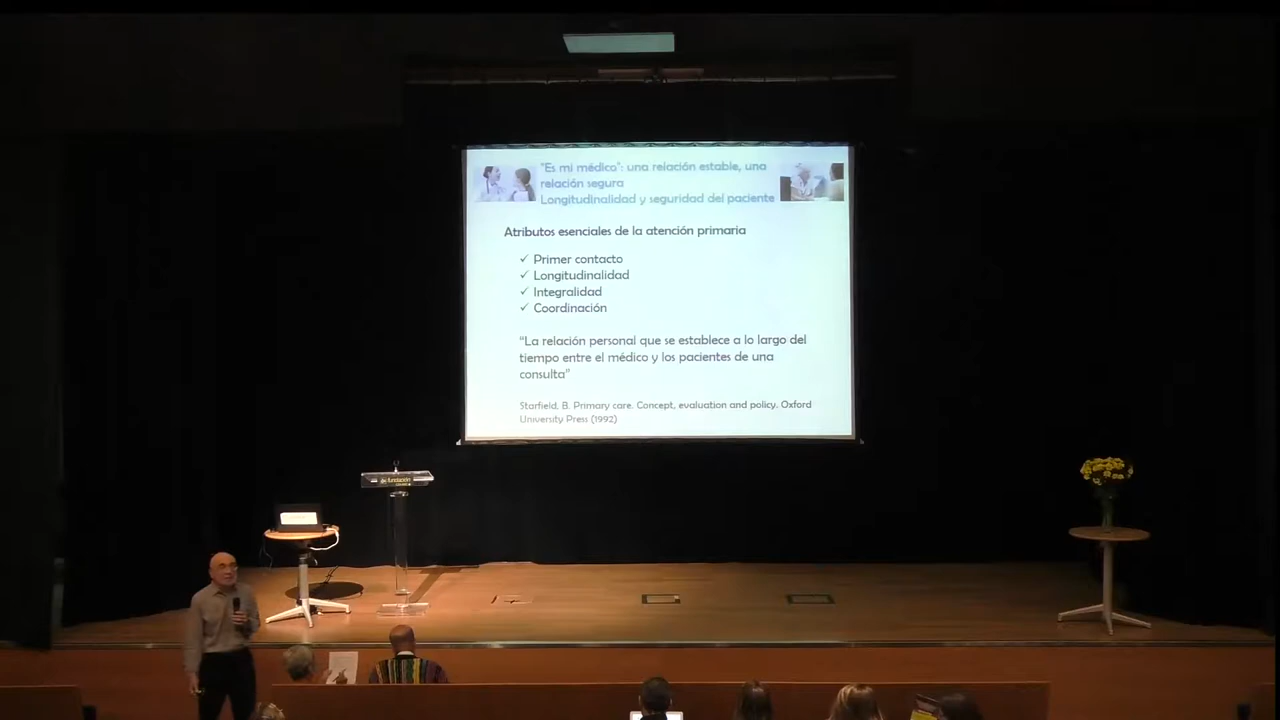 "Es mi médico": una relación estable, una
relación segura
Longitudinalidad y seguridad del paciente
Atributos esenciales de la atención primaria
✓ Primer contacto
✓ Longitudinalidad
✓ Integralidad
✓ Coordinación
“La relación personal que se establece a lo largo del
tiempo entre el médico y los pacientes de una
consulta”
Starfield, B. Primary care. Concept, evaluation and policy. Oxford
University Press (1992)
fundación